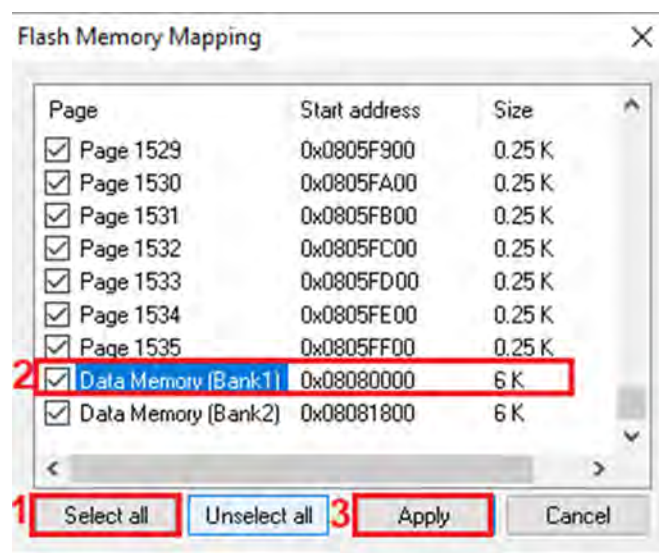 Flash Memory Mapping
Page Start address Size
Page 1529 0x0805F900 0.25 K
Page 1530 0x0805FA00 0.25 K
Page 1531 0x0805FB00 0.25 K
Page 1532 0x0805FC00 0.25 K
Page 1533 0x0805FD00 0.25 K
Page 1534 0x0805FE00 0.25 K
Page 1535 0x0805FF00 0.25 K
2 Data Memory (Bank1) 0x08080000 6 K
Data Memory (Bank2) 0x08081800 6 K
1 Select all Unselect all 3 Apply Cancel